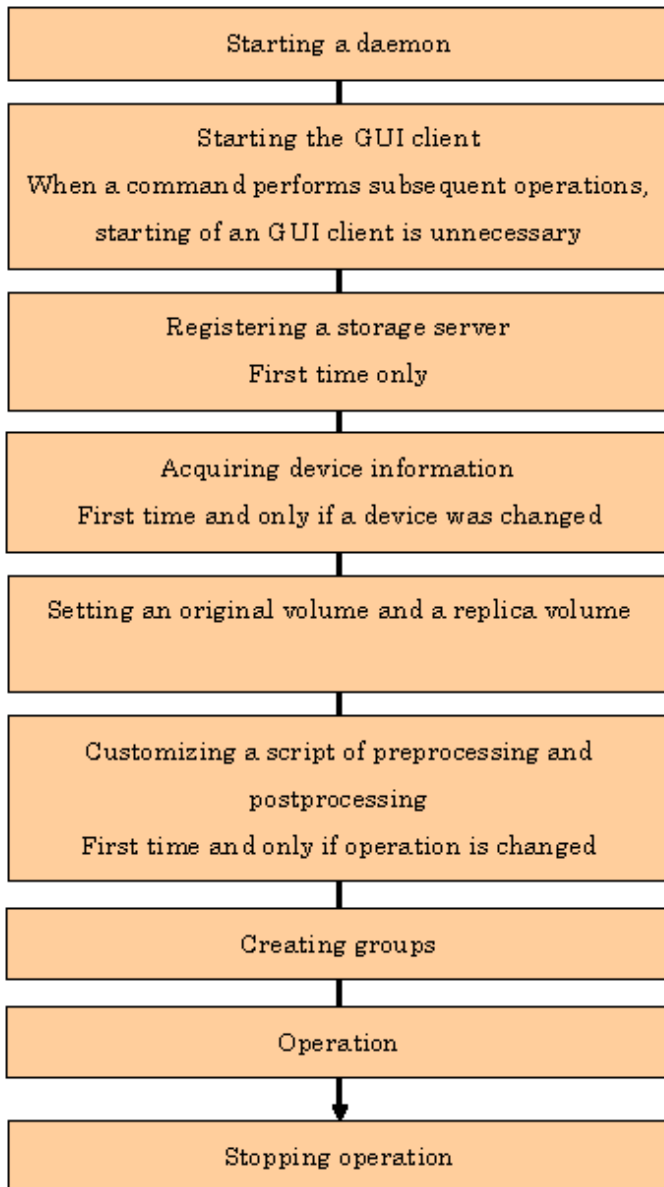 Starting a daemon
Starting the GUI client
When a command performs subsequent operations,
starting of an GUI client is unnecessary
Registering a storage server
First time only
Acquiring device information
First time and only if a device was changed
Setting an original volume and a replica volume
Customizing a script of preprocessing and
postprocessing
First time and only if operation is changed
Creating groups
Operation
Stopping operation